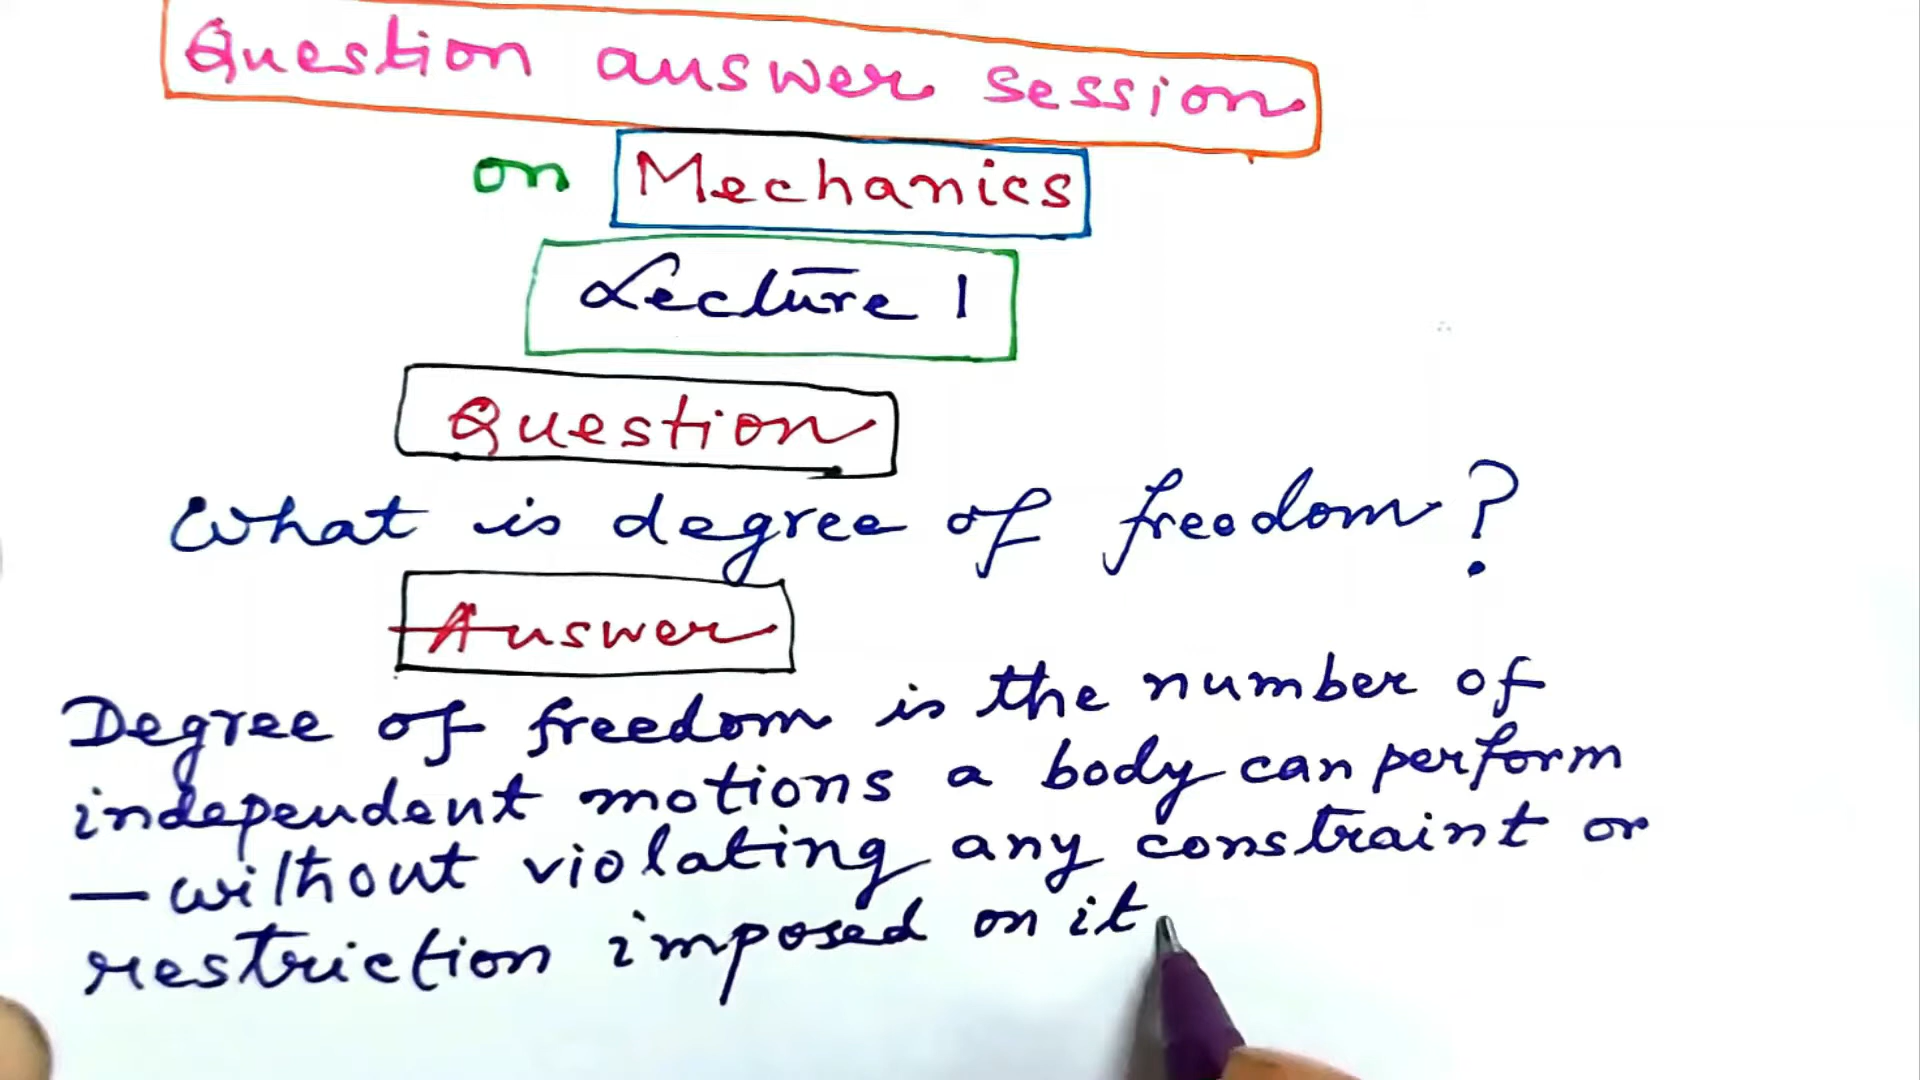 Question answer session
on Mechanics
Lecture 1
Question
What is degree of freedom?
Answer
Degree of freedom is the number of
independent motions a body can perform
— without violating any constraint or
restriction imposed on it